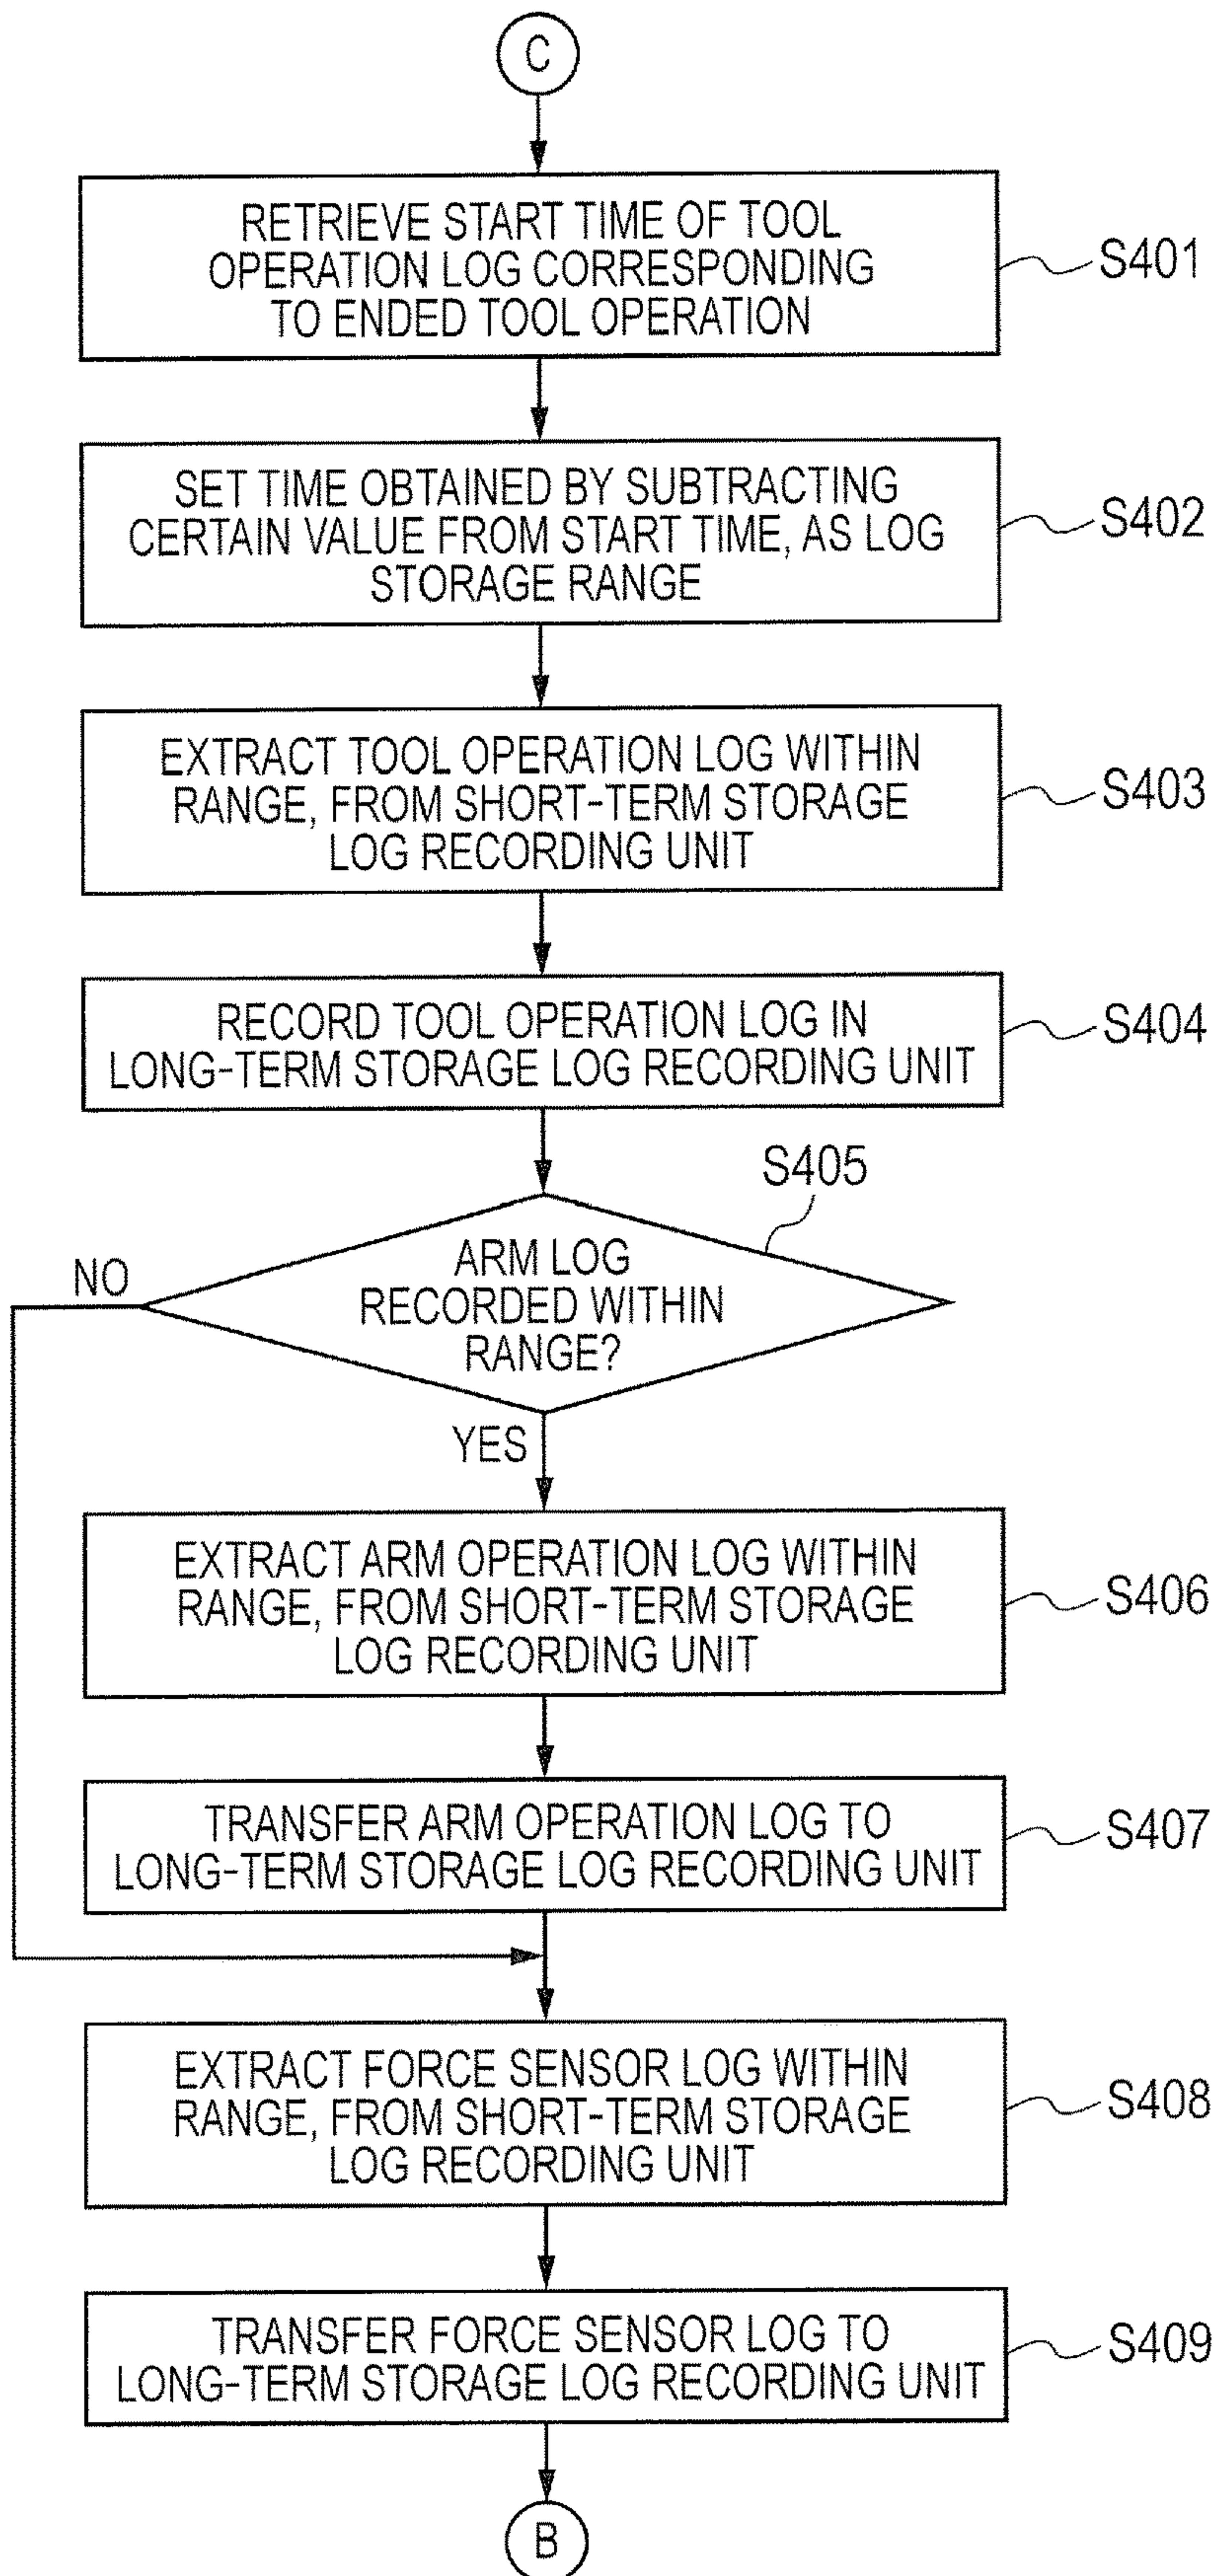 C
RETRIEVE START TIME OF TOOL
OPERATION LOG CORRESPONDING
TO ENDED TOOL OPERATION
S401
SET TIME OBTAINED BY SUBTRACTING
CERTAIN VALUE FROM START TIME, AS LOG
STORAGE RANGE
S402
EXTRACT TOOL OPERATION LOG WITHIN
RANGE, FROM SHORT-TERM STORAGE
LOG RECORDING UNIT
S403
RECORD TOOL OPERATION LOG IN
LONG-TERM STORAGE LOG RECORDING UNIT
S404
S405
ARM LOG
RECORDED WITHIN
RANGE?
NO
YES
EXTRACT ARM OPERATION LOG WITHIN
RANGE, FROM SHORT-TERM STORAGE
LOG RECORDING UNIT
S406
TRANSFER ARM OPERATION LOG TO
LONG-TERM STORAGE LOG RECORDING UNIT
S407
EXTRACT FORCE SENSOR LOG WITHIN
RANGE, FROM SHORT-TERM STORAGE
LOG RECORDING UNIT
S408
TRANSFER FORCE SENSOR LOG TO
LONG-TERM STORAGE LOG RECORDING UNIT
S409
B